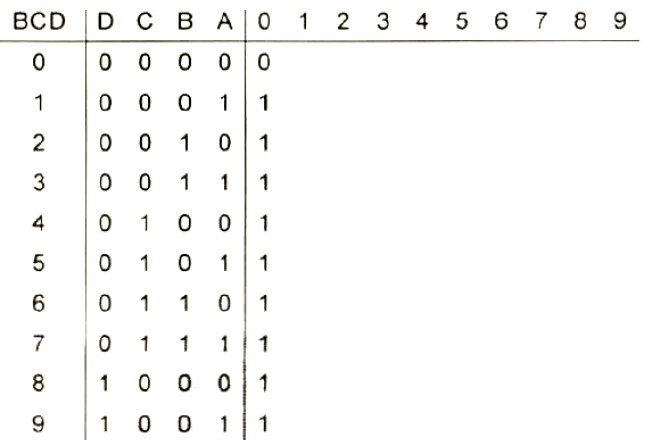 BCD D C B A 0 1 2 3 4 5 6 7 8 9
0 0 0 0 0 0
1 0 0 0 1 1
2 0 0 1 0 1
3 0 0 1 1 1
4 0 1 0 0 1
5 0 1 0 1 1
6 0 1 1 0 1
7 0 1 1 1 1
8 1 0 0 0 1
9 1 0 0 1 1